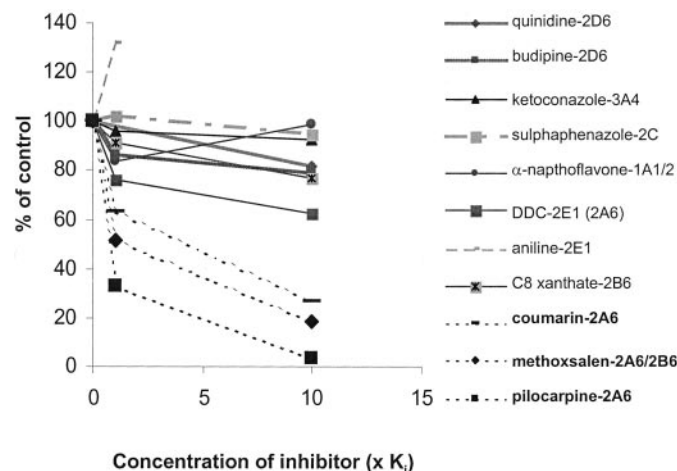 140
120
100
80
60
40
20
0
% of control
0
5
10
15
Concentration of inhibitor (x Ki)
quinidine-2D6
budipine-2D6
ketoconazole-3A4
sulphaphenazole-2C
α-napthoflavone-1A1/2
DDC-2E1 (2A6)
aniline-2E1
C8 xanthate-2B6
coumarin-2A6
methoxsalen-2A6/2B6
pilocarpine-2A6